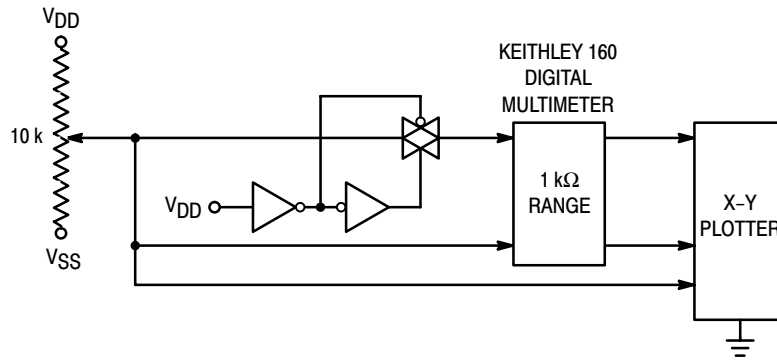 VDD
10 k
VSS
VDD
KEITHLEY 160
DIGITAL
MULTIMETER
1 kΩ
RANGE
X–Y
PLOTTER